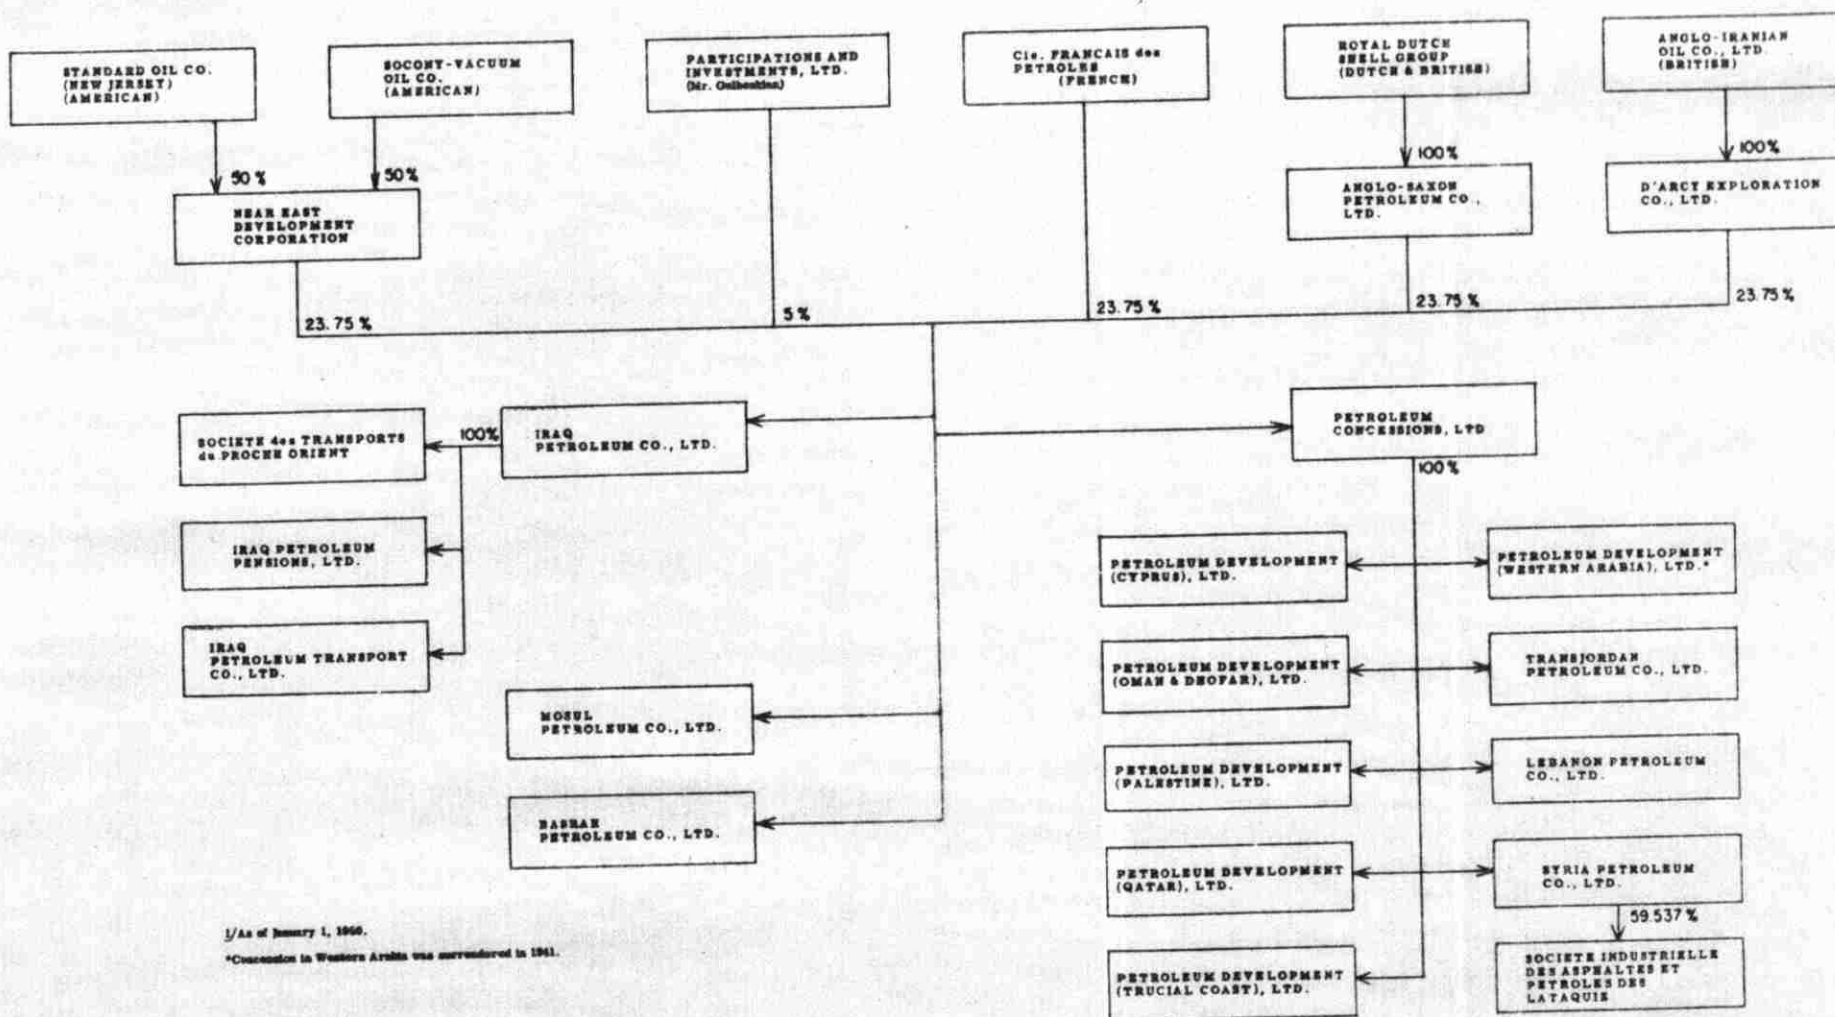 STANDARD OIL CO.
(NEW JERSEY)
(AMERICAN)
SOCONY-VACUUM
OIL CO.
(AMERICAN)
PARTICIPATIONS AND
INVESTMENTS, LTD.
(Mr. Gulbenkian)
Cie. FRANCAIS des
PETROLES
(FRENCH)
ROYAL DUTCH
SHELL GROUP
(DUTCH & BRITISH)
ANGLO-IRANIAN
OIL CO., LTD.
(BRITISH)
50%
50%
100%
100%
NEAR EAST
DEVELOPMENT
CORPORATION
ANGLO-SAXON
PETROLEUM CO.,
LTD.
D'ARCY EXPLORATION
CO., LTD.
23.75%
5%
23.75%
23.75%
23.75%
SOCIETE des TRANSPORTS
du PROCHE ORIENT
100%
IRAQ
PETROLEUM CO., LTD.
PETROLEUM
CONCESSIONS, LTD
100%
IRAQ PETROLEUM
PENSIONS, LTD.
IRAQ
PETROLEUM TRANSPORT
CO., LTD.
MOSUL
PETROLEUM CO., LTD.
BASRAH
PETROLEUM CO., LTD.
PETROLEUM DEVELOPMENT
(CYPRUS), LTD.
PETROLEUM DEVELOPMENT
(WESTERN ARABIA), LTD.*
PETROLEUM DEVELOPMENT
(OMAN & DHOFAR), LTD.
TRANSJORDAN
PETROLEUM CO., LTD.
PETROLEUM DEVELOPMENT
(PALESTINE), LTD.
LEBANON PETROLEUM
CO., LTD.
PETROLEUM DEVELOPMENT
(QATAR), LTD.
SYRIA PETROLEUM
CO., LTD.
59.537%
PETROLEUM DEVELOPMENT
(TRUCIAL COAST), LTD.
SOCIETE INDUSTRIELLE
DES ASPHALTES ET
PETROLES DES
LATAQUIE
1/As of January 1,
*Concession in Western Arabia was surrendered in 1941.